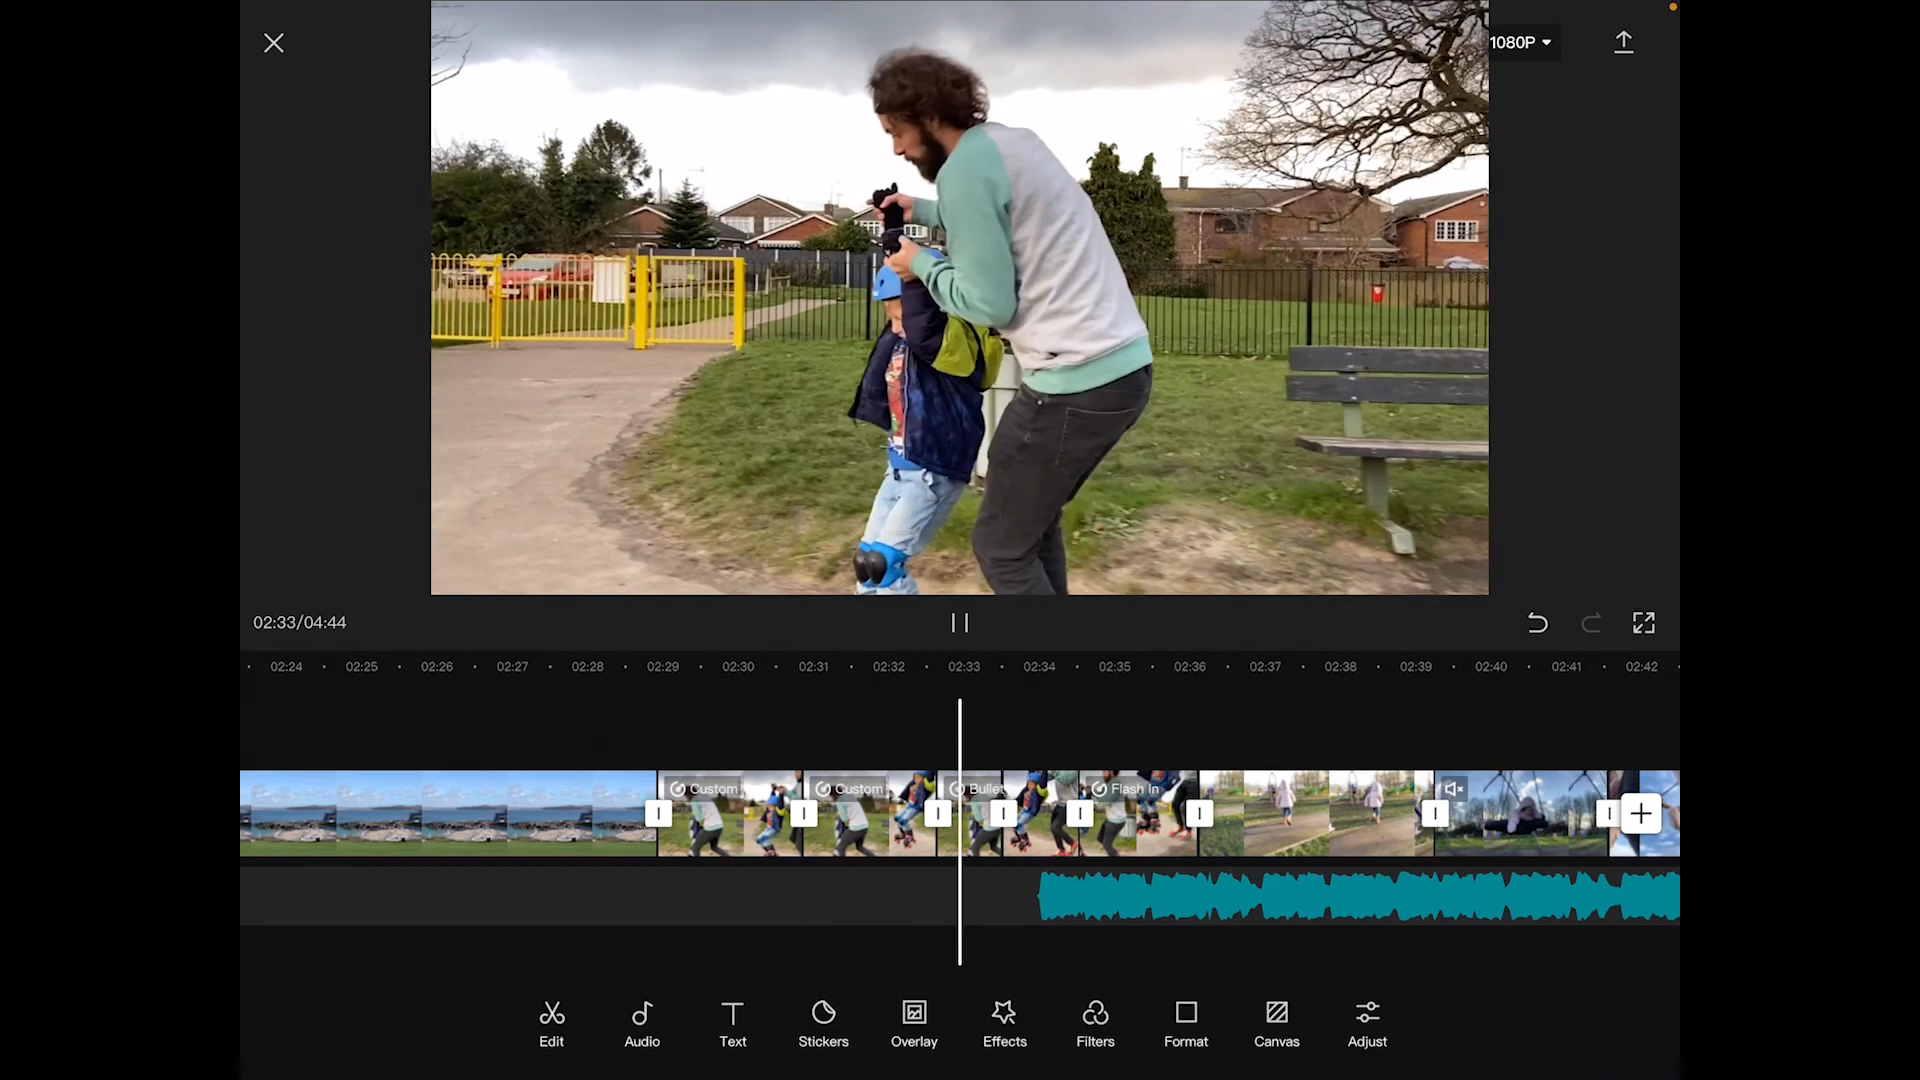 1080P
02:33/04:44
02:24 02:25 02:26 02:27 02:28 02:29 02:30 02:31 02:32 02:33 02:34 02:35 02:36 02:37 02:38 02:39 02:40 02:41 02:42
Custom Custom Bullet Flash In
Edit Audio Text Stickers Overlay Effects Filters Format Canvas Adjust